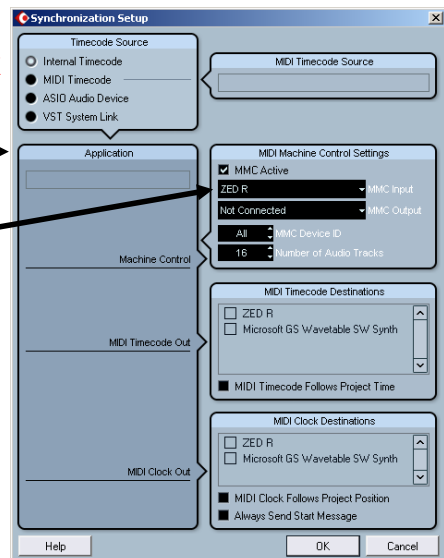 Synchronization Setup
Timecode Source
Internal Timecode
MIDI Timecode
ASIO Audio Device
VST System Link
MIDI Timecode Source
Application
Machine Control
MIDI Timecode Out
MIDI Clock Out
MIDI Machine Control Settings
MMC Active
ZED R MMC Input
Not Connected MMC Output
All MMC Device ID
16 Number of Audio Tracks
MIDI Timecode Destinations
ZED R
Microsoft GS Wavetable SW Synth
MIDI Timecode Follows Project Time
MIDI Clock Destinations
ZED R
Microsoft GS Wavetable SW Synth
MIDI Clock Follows Project Position
Always Send Start Message
Help OK Cancel